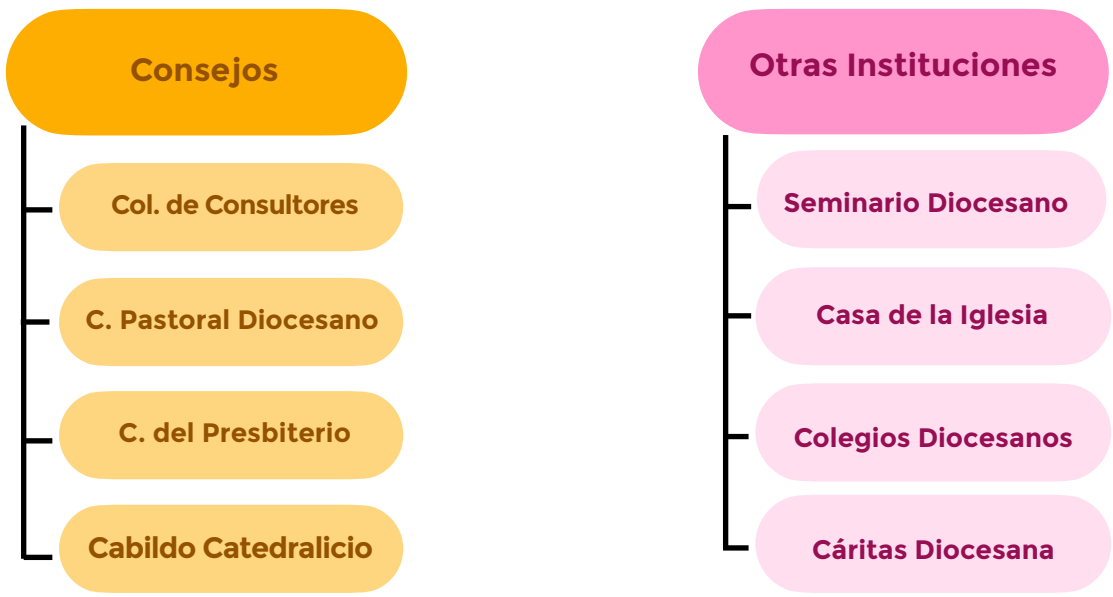 Consejos
Col. de Consultores
C. Pastoral Diocesano
C. del Presbiterio
Cabildo Catedralicio
Otras Instituciones
Seminario Diocesano
Casa de la Iglesia
Colegios Diocesanos
Cáritas Diocesana